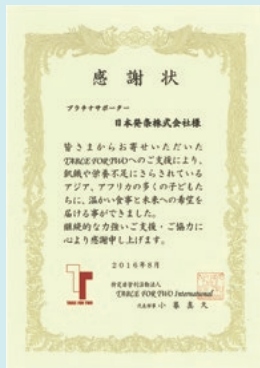 感謝状
プラチナサポーター
日本発条株式会社様
皆さまからお寄せいただいた
TABLE FOR TWOへのご支援により、
飢餓や栄養不足にさらされている
アジア、アフリカの多くの子どもた
ちに、温かい食事と未来への希望を
届ける事ができました。
継続的な力強いご支援・ご協力に
心より感謝申し上げます。
2016年8月
特定非営利活動法人
TABLE FOR TWO International
代表理事 小暮真久
TABLE FOR TWO